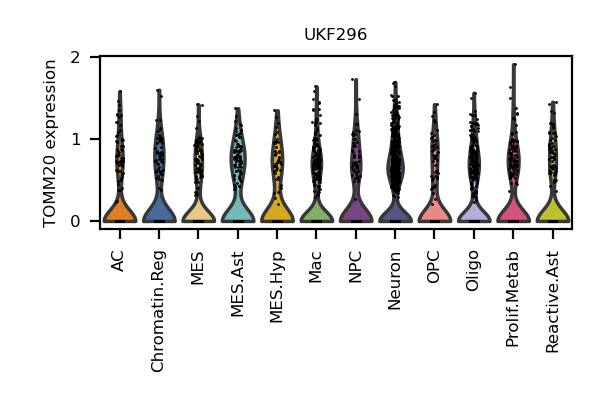 UKF296
TOMM20 expression
2
1
0
AC
Chromatin.Reg
MES
MES.Ast
MES.Hyp
Mac
NPC
Neuron
OPC
Oligo
Prolif.Metab
Reactive.Ast